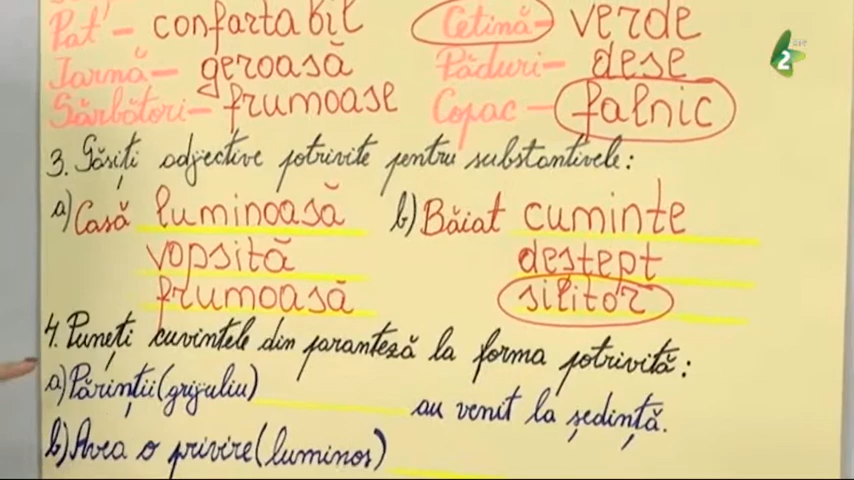 Pat - confortabil
Cetină - verde
Iarnă - geroasă
Păduri - dese
Sărbători - frumoase
Copac - falnic
3. Găsiți adjective potrivite pentru substantivele:
a) Casă luminoasă
vopsită
frumoasă
b) Băiat cuminte
deștept
silitor
4. Puneți cuvintele din paranteză la forma potrivită:
a) Părinții (grijuliu) au venit la ședință.
b) Avea o privire (luminos)
2